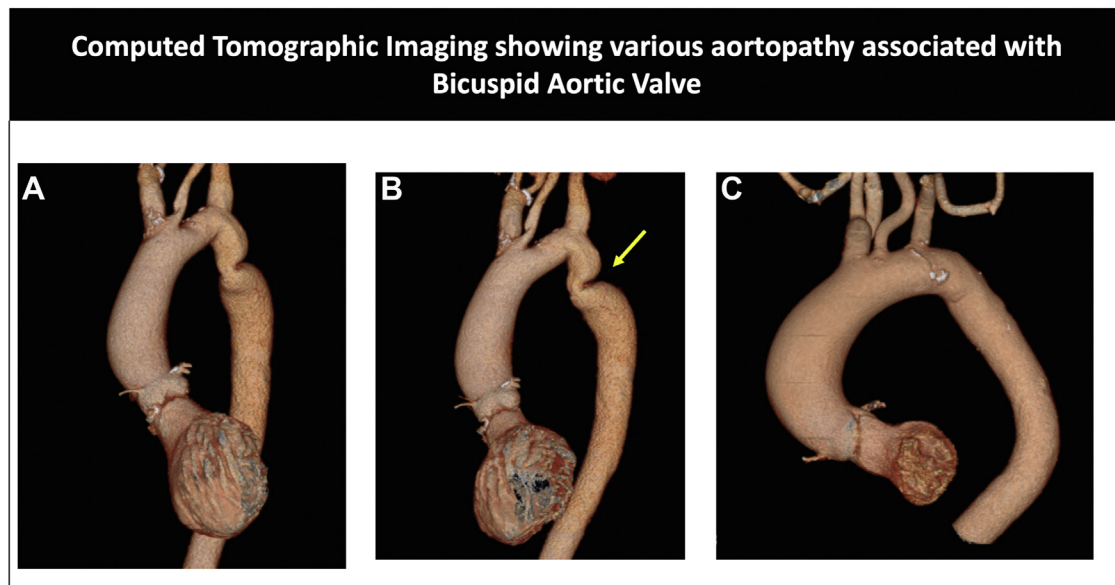 Computed Tomographic Imaging showing various aortopathy associated with
Bicuspid Aortic Valve
A
B
C